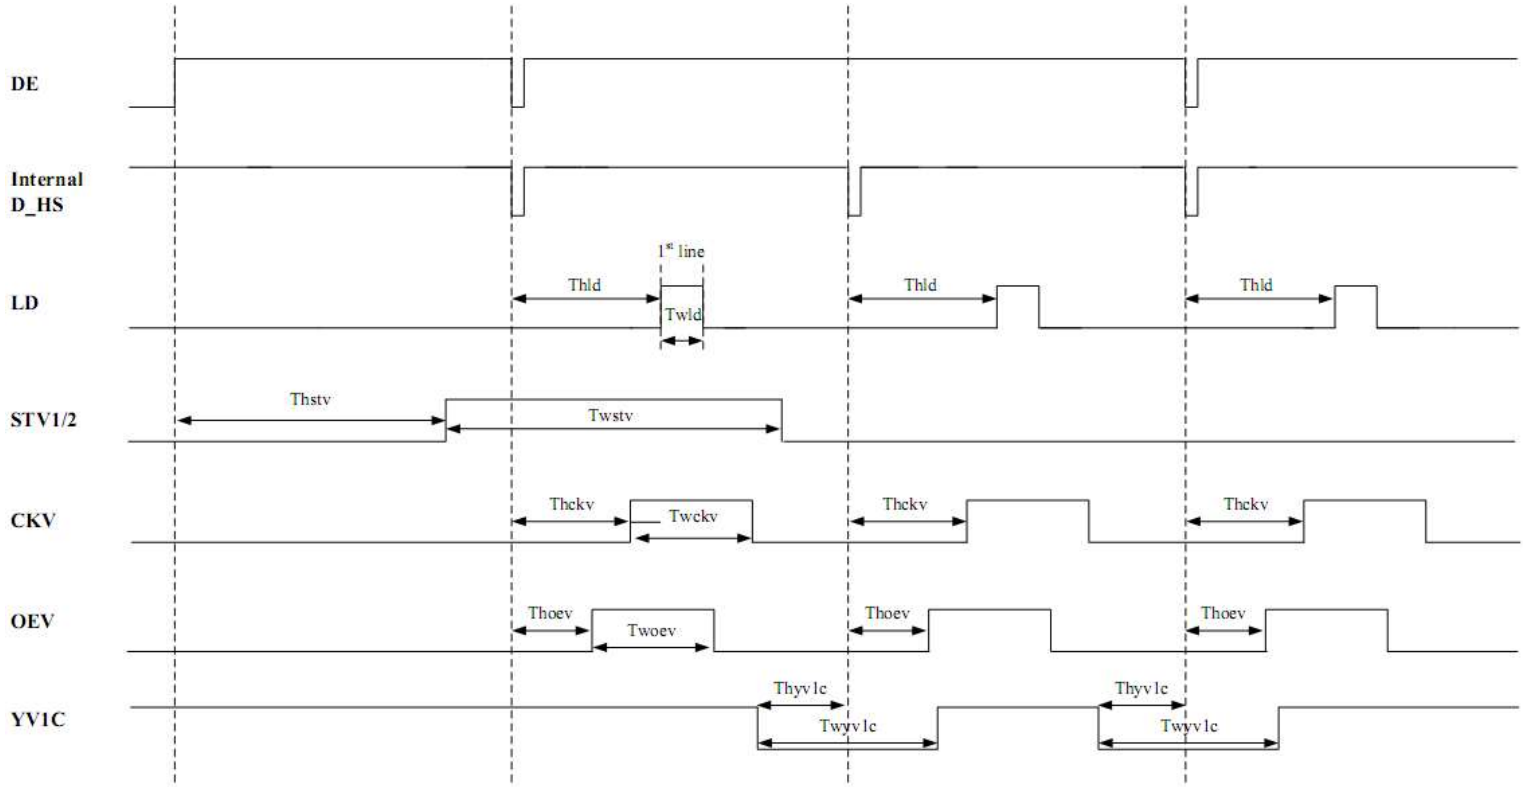 DE
Internal
D_HS
1st line
LD
Thld
Thld
Thld
Twld
STV1/2
Thstv
Twstv
CKV
Thckv
Twckv
Thckv
Thckv
OEV
Thoev
Twoev
Thoev
Thoev
YV1C
Thyv1c
Thyv1c
Twyv1c
Twyv1c